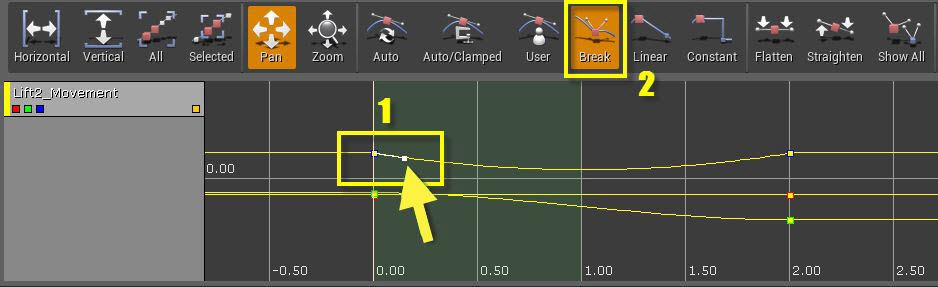 Horizontal Vertical All Selected Pan Zoom Auto Auto/Clamped User Break Linear Constant Flatten Straighten Show All
2
Lift2_Movement
1
0.00
-0.50 0.00 0.50 1.00 1.50 2.00 2.50